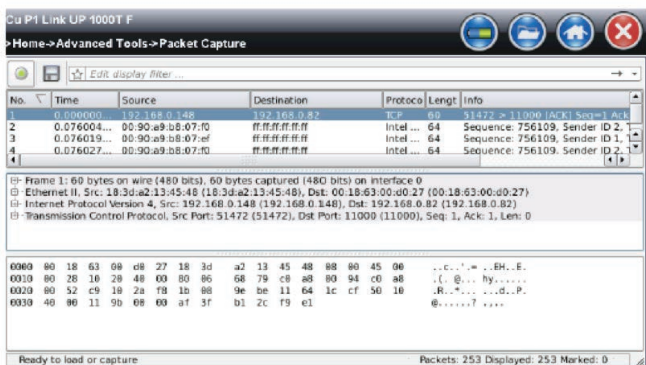 Cu P1 Link UP 1000T F
>Home->Advanced Tools->Packet Capture
Edit display filter ...
No. Time Source Destination Protoco Lengt Info
1 0.000000... 192.168.0.148 192.168.0.82 TCP 60 51472 > 11000 [ACK] Seq=1 Ack
2 0.076004... 00:90:a9:b8:07:f0 ff:ff:ff:ff:ff:ff Intel ... 64 Sequence: 756109, Sender ID 2, T
3 0.076019... 00:90:a9:b8:07:ef ff:ff:ff:ff:ff:ff Intel ... 64 Sequence: 756109, Sender ID 1, T
4 0.076027... 00:90:a9:b8:07:f0 ff:ff:ff:ff:ff:ff Intel ... 64 Sequence: 756109, Sender ID 2, T
Frame 1: 60 bytes on wire (480 bits), 60 bytes captured (480 bits) on interface 0
Ethernet II, Src: 18:3d:a2:13:45:48 (18:3d:a2:13:45:48), Dst: 00:18:63:00:d0:27 (00:18:63:00:d0:27)
Internet Protocol Version 4, Src: 192.168.0.148 (192.168.0.148), Dst: 192.168.0.82 (192.168.0.82)
Transmission Control Protocol, Src Port: 51472 (51472), Dst Port: 11000 (11000), Seq: 1, Ack: 1, Len: 0
0000 00 18 63 00 d0 27 18 3d a2 13 45 48 08 00 45 00 ..c..'.= ..EH..E.
0010 00 28 10 20 40 00 80 06 68 79 c0 a8 00 94 c0 a8 .(. @... hy......
0020 00 52 c9 10 2a f8 1b 08 9e be 11 64 1c cf 50 10 .R..*... ...d..P.
0030 40 00 11 9b 00 00 af 3f b1 2c f9 e1 @......? .,..
Ready to load or capture Packets: 253 Displayed: 253 Marked: 0